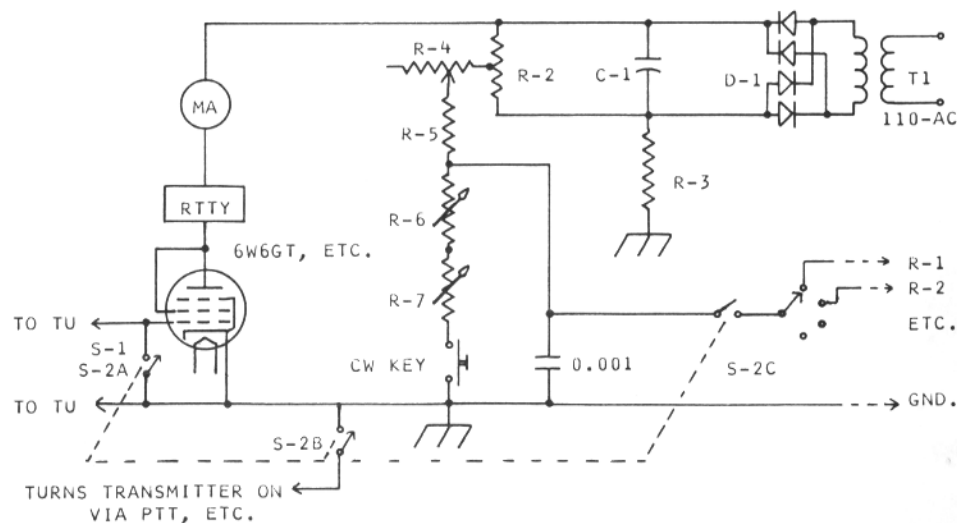 R-4
R-2
C-1
D-1
T1
110-AC
MA
R-5
R-3
RTTY
R-6
6W6GT, ETC.
R-7
R-1
R-2
ETC.
TO TU
S-1
S-2A
CW KEY
0.001
S-2C
TO TU
GND.
S-2B
TURNS TRANSMITTER ON
VIA PTT, ETC.